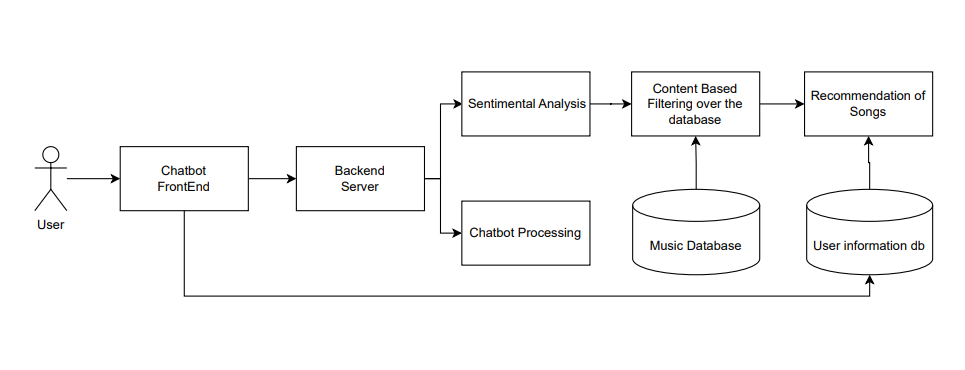 User
Chatbot
FrontEnd
Backend
Server
Sentimental Analysis
Chatbot Processing
Content Based
Filtering over the
database
Music Database
Recommendation of
Songs
User information db